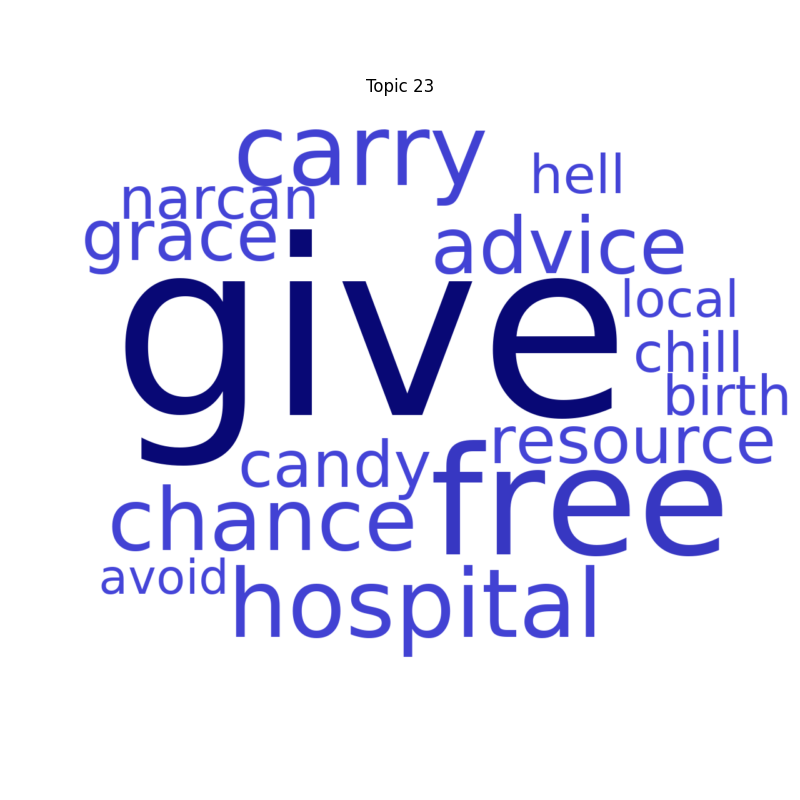 Topic 23
carry
hell
narcan
grace
advice
give
local
chill
birth
resource
candy
free
chance
avoid
hospital